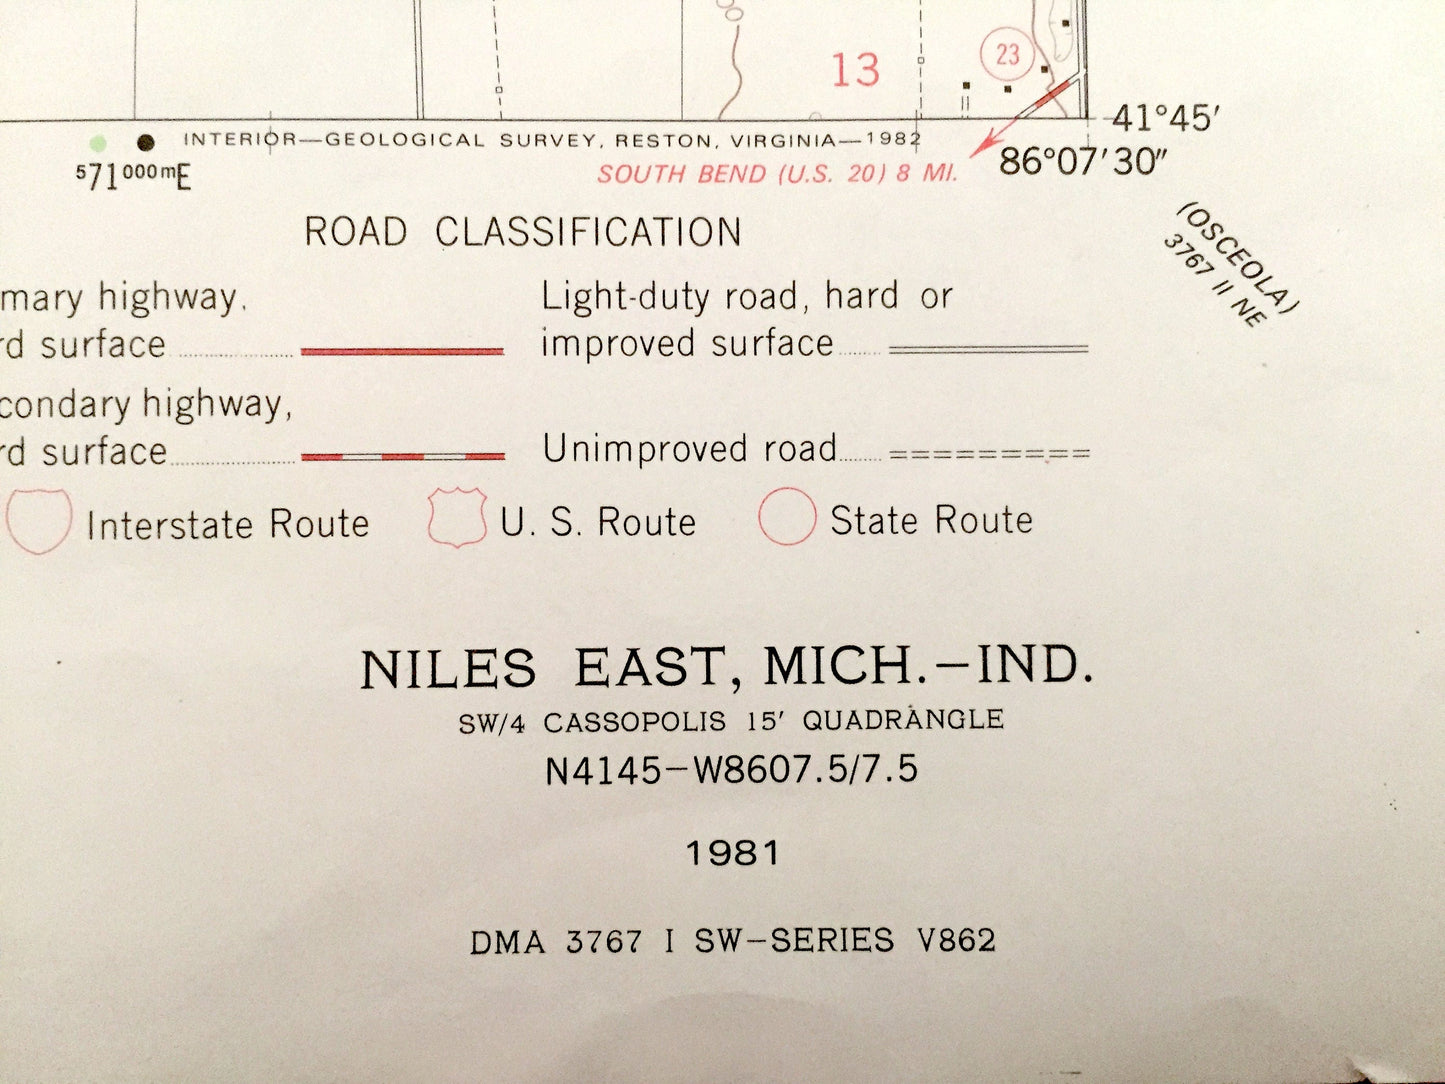 23
13
41°45′
INTERIOR—GEOLOGICAL SURVEY, RESTON, VIRGINIA—1982
⁵71⁰⁰⁰ᵐE
SOUTH BEND (U.S. 20) 8 MI.
86°07′30″
(OSCEOLA)
3767 II NE
ROAD CLASSIFICATION
mary highway,
rd surface
Light-duty road, hard or
improved surface
condary highway,
rd surface
Unimproved road
Interstate Route
U. S. Route
State Route
NILES EAST, MICH.–IND.
SW/4 CASSOPOLIS 15′ QUADRANGLE
N4145–W8607.5/7.5
1981
DMA 3767 I SW–SERIES V862